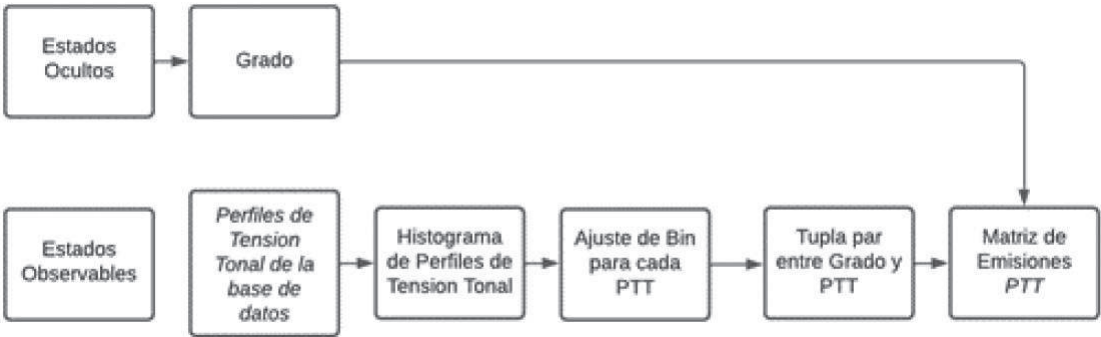 Estados
Ocultos
Grado
Estados
Observables
Perfiles de
Tension
Tonal de la
base de
datos
Histograma
de Perfiles de
Tension Tonal
Ajuste de Bin
para cada
PTT
Tupla par
entre Grado y
PTT
Matriz de
Emisiones
PTT